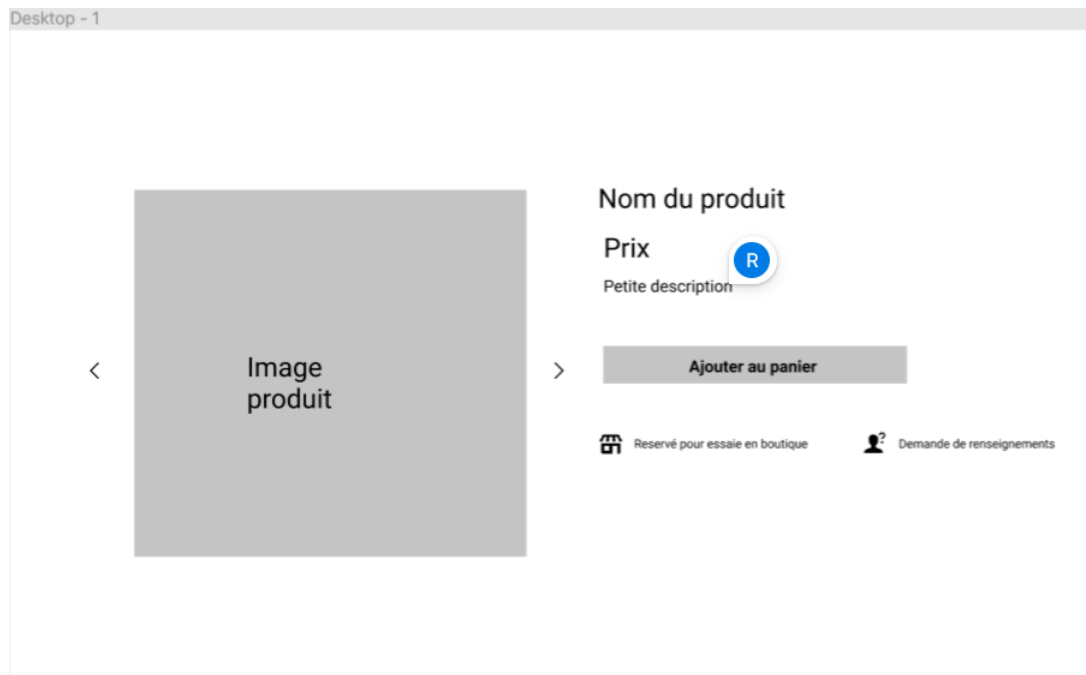 Desktop - 1
Nom du produit
Prix
R
Petite description
Image
produit
Ajouter au panier
Reservé pour essaie en boutique
? Demande de renseignements